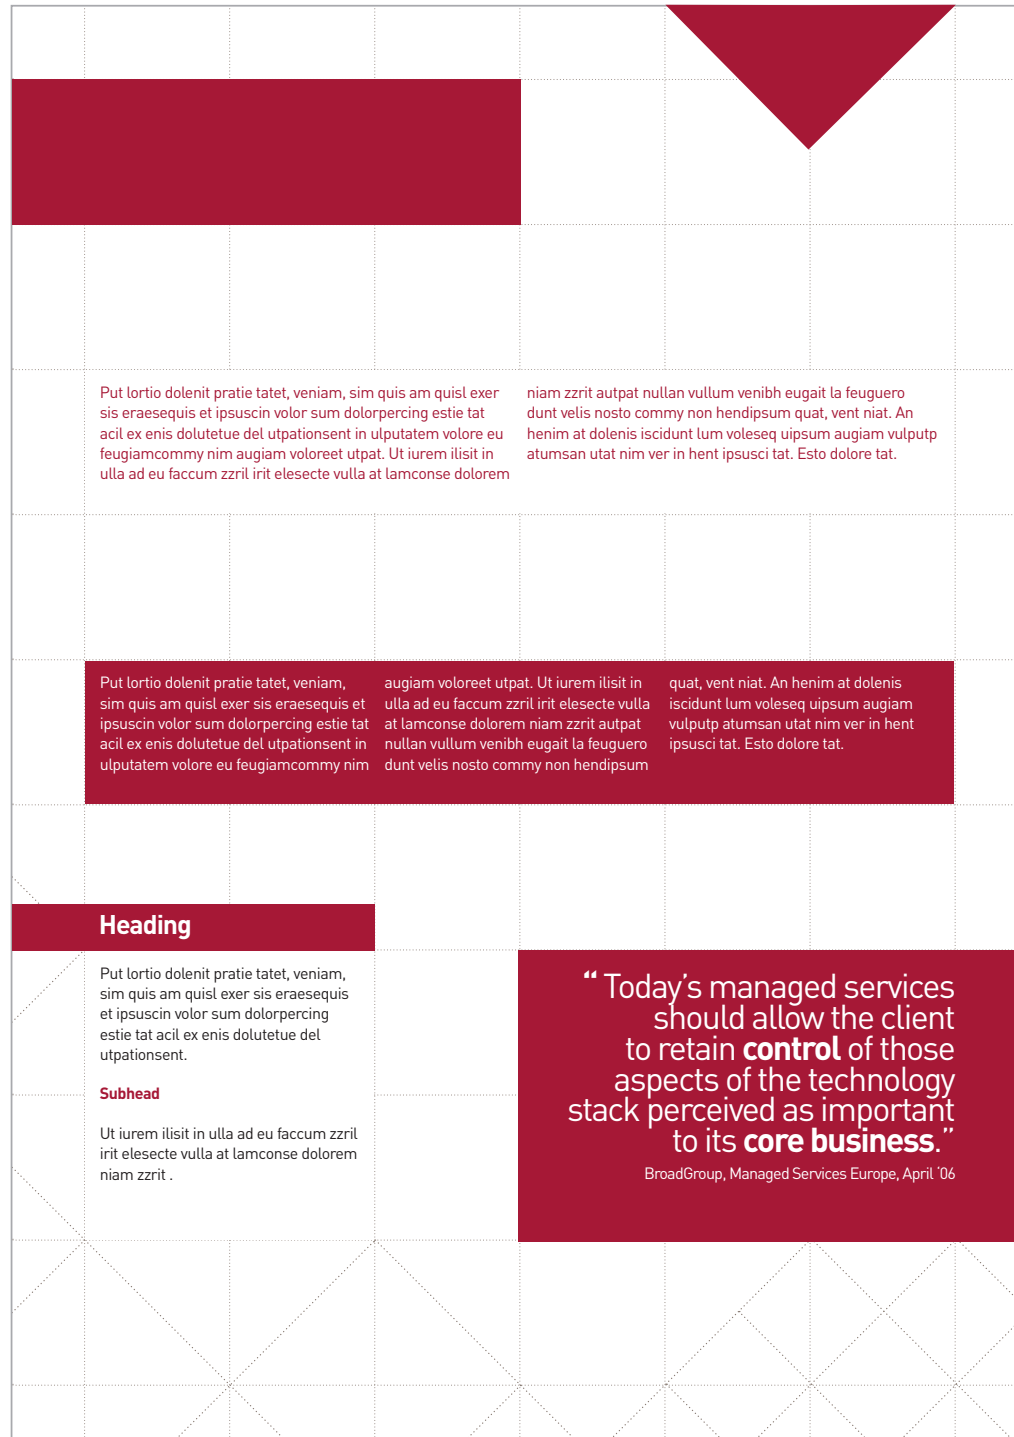 Put lortio dolenit pratie tatet, veniam, sim quis am quisl exer
sis eraesequis et ipsuscin volor sum dolorpercing estie tat
acil ex enis dolutetue del utpationsent in ulputatem volore eu
feugiamcommy nim augiam voloreet utpat. Ut iurem ilisit in
ulla ad eu faccum zzril irit elesecte vulla at lamconse dolorem
niam zzrit autpat nullan vullum venibh eugait la feuguero
dunt velis nosto commy non hendipsum quat, vent niat. An
henim at dolenis iscidunt lum voleseq uipsum augiam vulputp
atumsan utat nim ver in hent ipsusci tat. Esto dolore tat.
Put lortio dolenit pratie tatet, veniam,
sim quis am quisl exer sis eraesequis et
ipsuscin volor sum dolorpercing estie tat
acil ex enis dolutetue del utpationsent in
ulputatem volore eu feugiamcommy nim
augiam voloreet utpat. Ut iurem ilisit in
ulla ad eu faccum zzril irit elesecte vulla
at lamconse dolorem niam zzrit autpat
nullan vullum venibh eugait la feuguero
dunt velis nosto commy non hendipsum
quat, vent niat. An henim at dolenis
iscidunt lum voleseq uipsum augiam
vulputp atumsan utat nim ver in hent
ipsusci tat. Esto dolore tat.
Heading
Put lortio dolenit pratie tatet, veniam,
sim quis am quisl exer sis eraesequis
et ipsuscin volor sum dolorpercing
estie tat acil ex enis dolutetue del
utpationsent.
Subhead
Ut iurem ilisit in ulla ad eu faccum zzril
irit elesecte vulla at lamconse dolorem
niam zzrit .
“ Today’s managed services
should allow the client
to retain control of those
aspects of the technology
stack perceived as important
to its core business.”
BroadGroup, Managed Services Europe, April ‘06